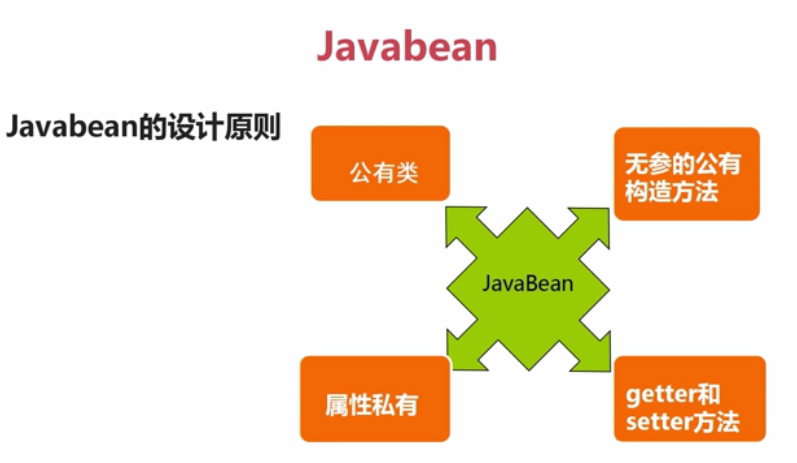 Javabean
Javabean的设计原则
公有类
无参的公有
构造方法
JavaBean
属性私有
getter和
setter方法